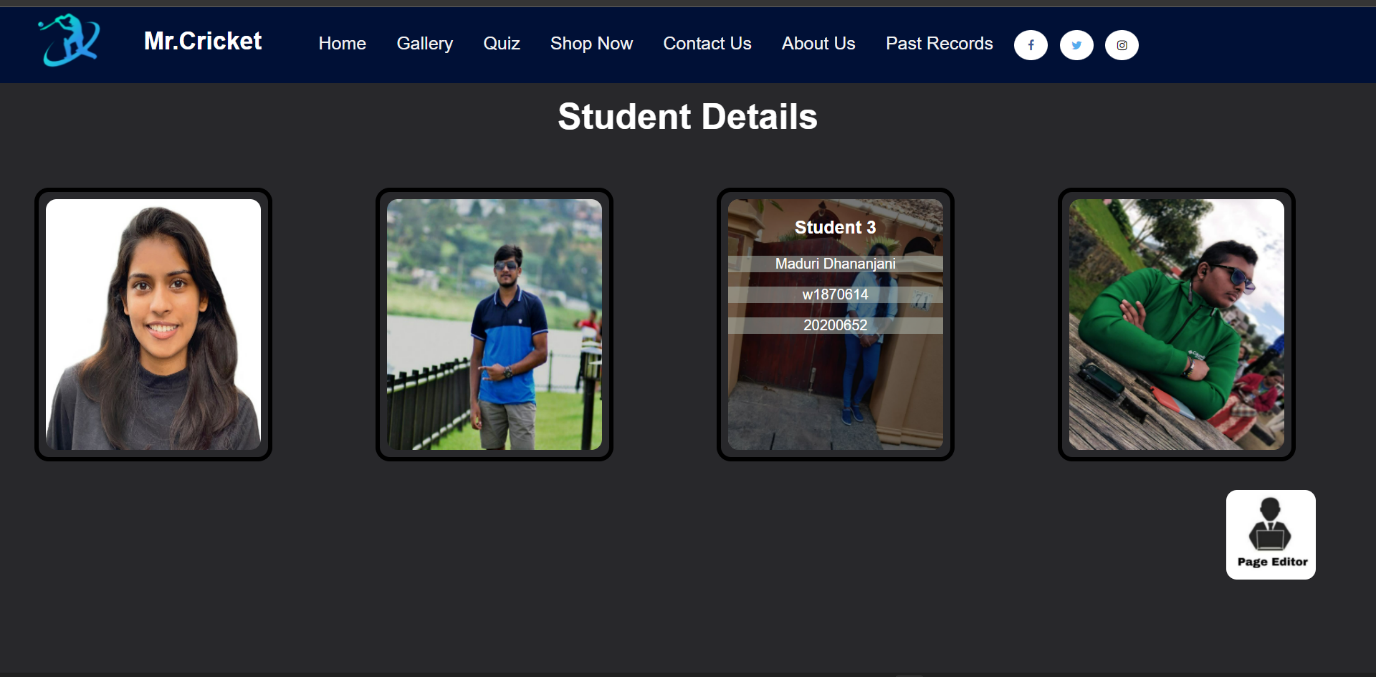 Mr.Cricket
Home Gallery Quiz Shop Now Contact Us About Us Past Records
Student Details
Student 3
Maduri Dhananjani
w1870614
20200652
71
Page Editor